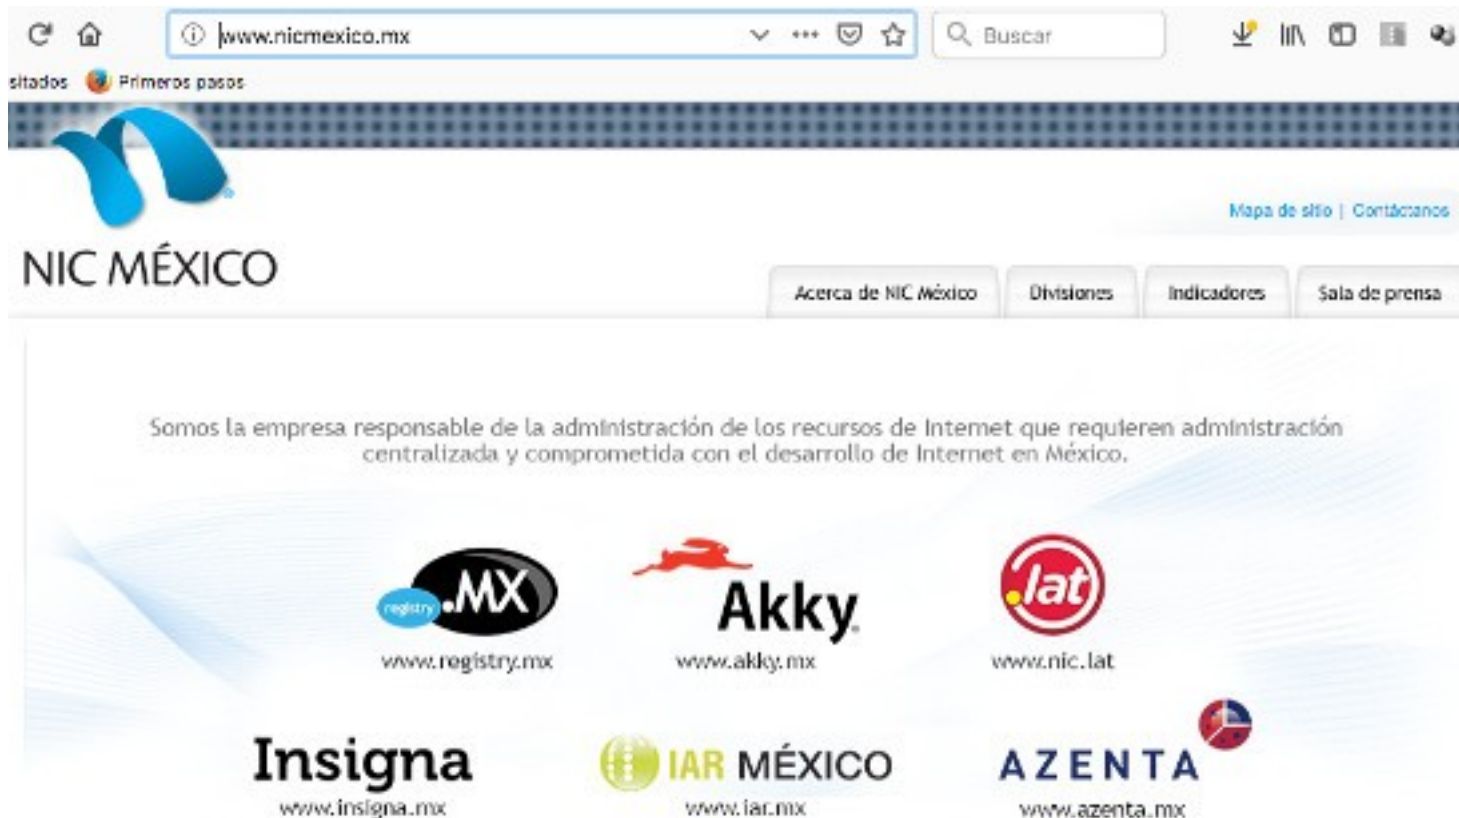 www.nicmexico.mx
Buscar
sitados Primeros pasos
Mapa de sitio | Contáctanos
NIC MÉXICO
Acerca de NIC México Divisiones Indicadores Sala de prensa
Somos la empresa responsable de la administración de los recursos de Internet que requieren administración
centralizada y comprometida con el desarrollo de Internet en México.
registry .MX Akky .lat
www.registry.mx www.akky.mx www.nic.lat
Insigna IAR MÉXICO AZENTA
www.insigna.mx www.iar.mx www.azenta.mx